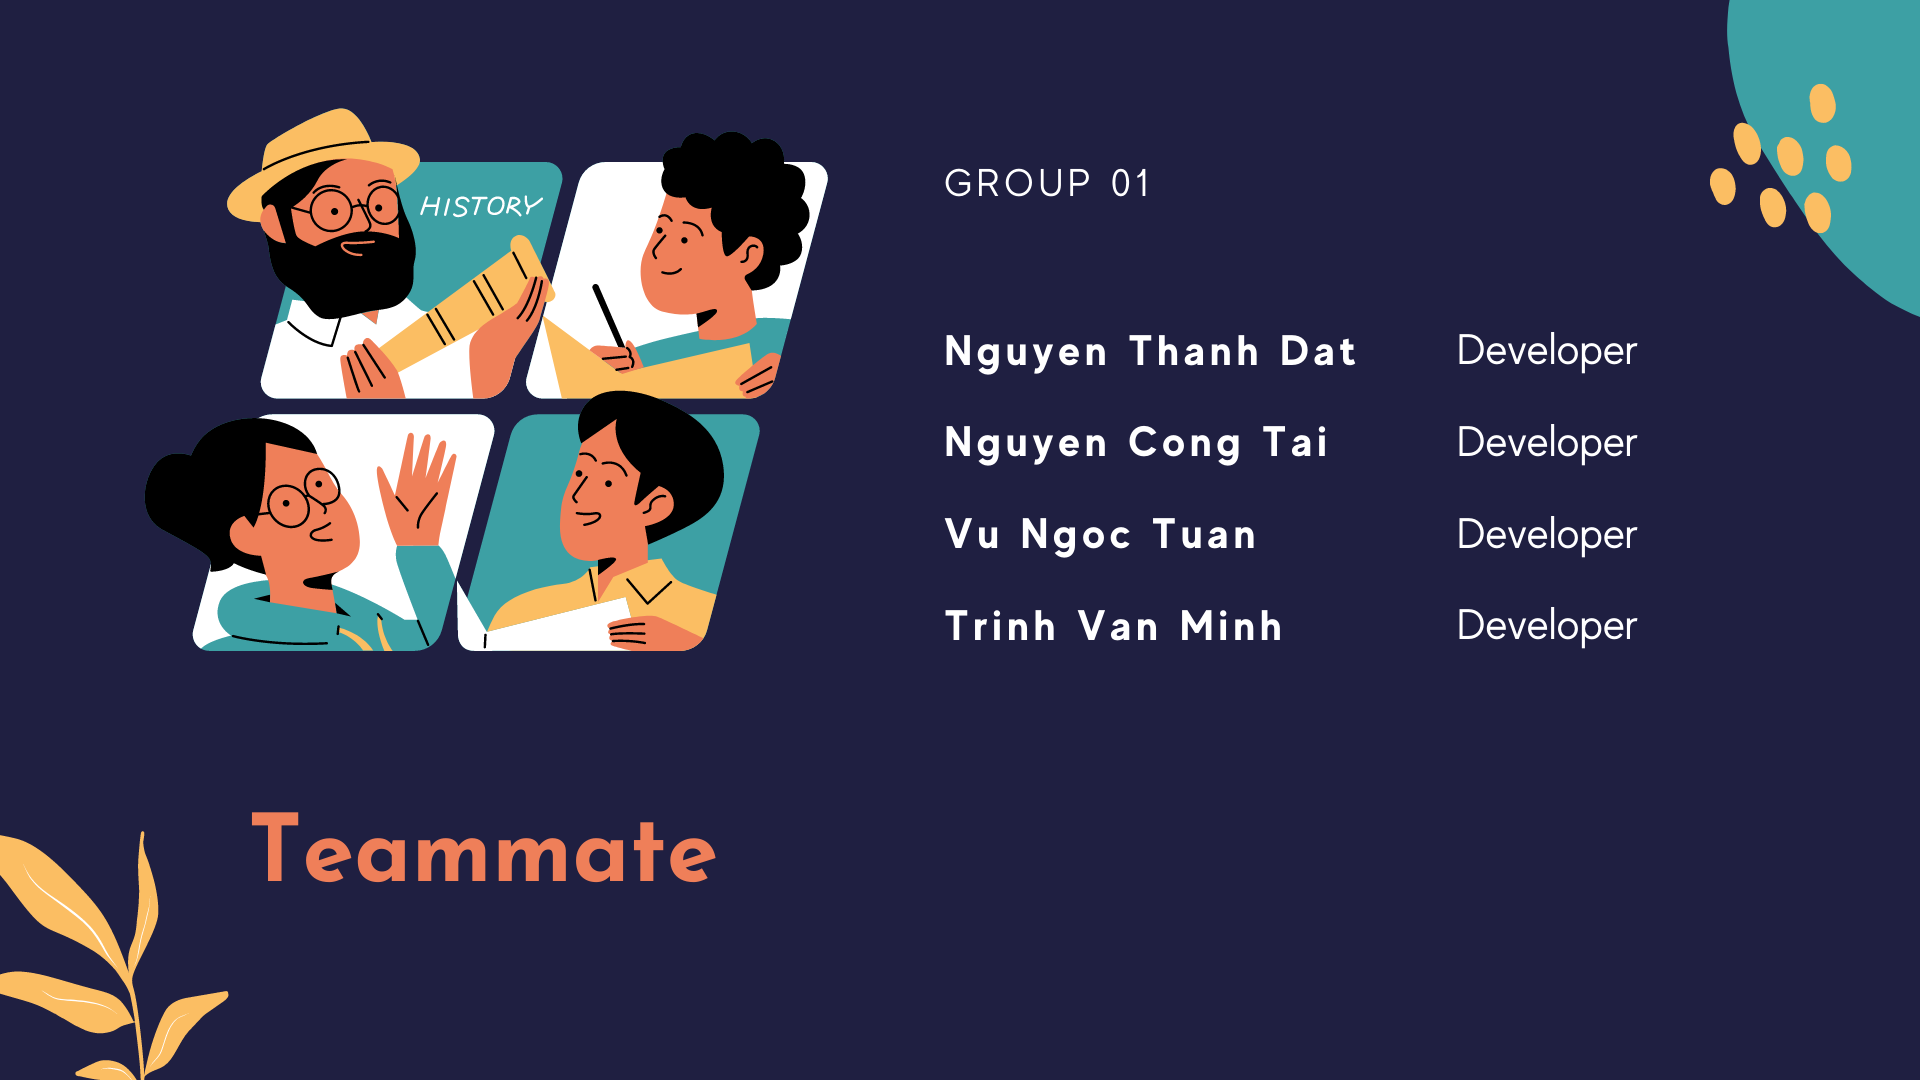 HISTORY
GROUP 01
Nguyen Thanh Dat Developer
Nguyen Cong Tai Developer
Vu Ngoc Tuan Developer
Trinh Van Minh Developer
Teammate